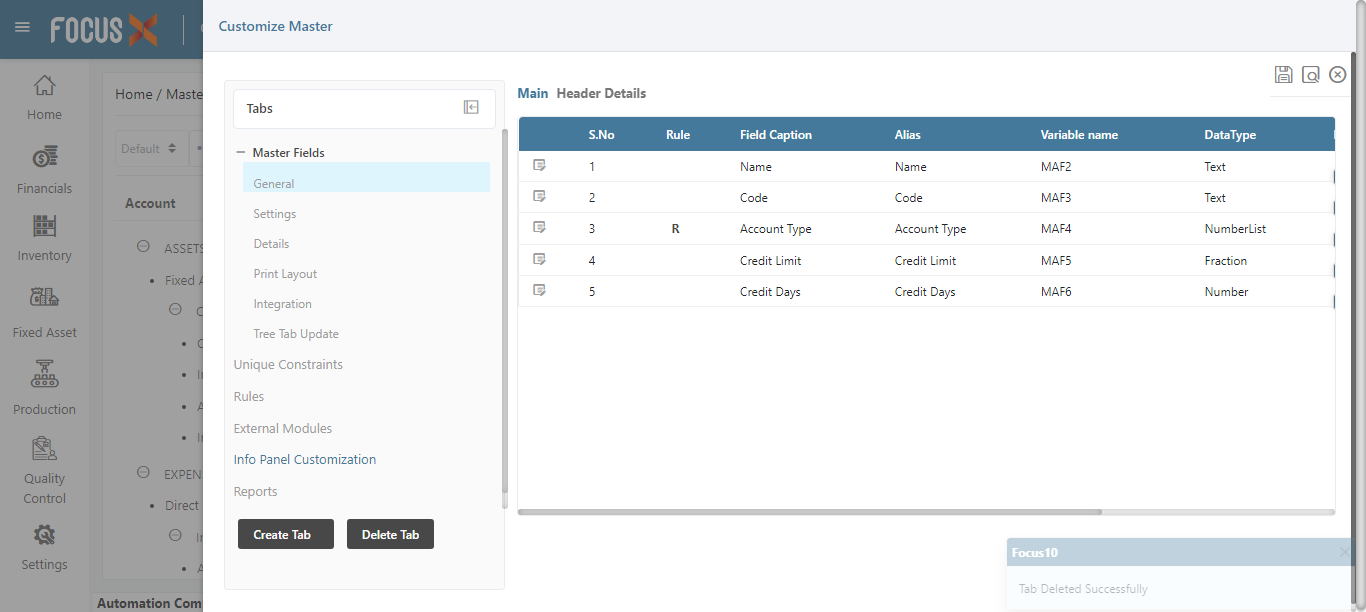 Customize Master
FOCUS X
Home
Financials
Inventory
Fixed Asset
Production
Quality
Control
Settings
Home / Maste
Default
Account
ASSETS
Fixed A
EXPEN
Direct
Automation Com
Tabs
Master Fields
General
Settings
Details
Print Layout
Integration
Tree Tab Update
Unique Constraints
Rules
External Modules
Info Panel Customization
Reports
Create Tab Delete Tab
Main Header Details
S.No Rule Field Caption Alias Variable name DataType
1 Name Name MAF2 Text
2 Code Code MAF3 Text
3 R Account Type Account Type MAF4 NumberList
4 Credit Limit Credit Limit MAF5 Fraction
5 Credit Days Credit Days MAF6 Number
Focus10
Tab Deleted Successfully